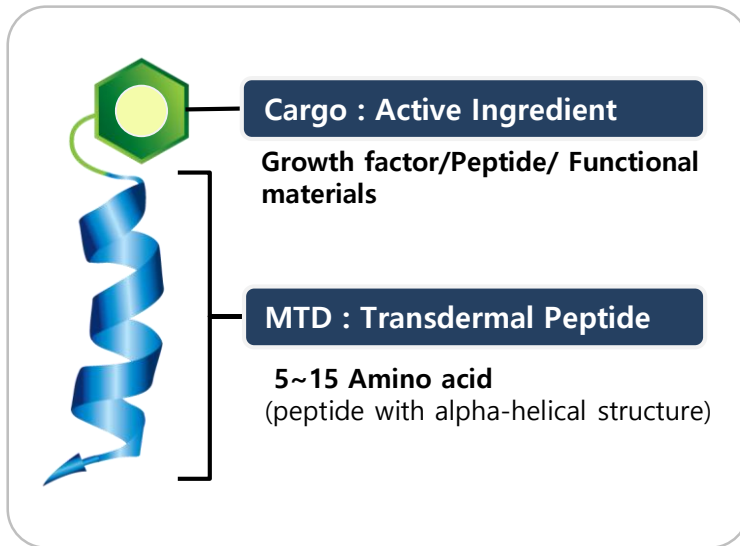 Cargo : Active Ingredient
Growth factor/Peptide/ Functional
materials
MTD : Transdermal Peptide
5~15 Amino acid
(peptide with alpha-helical structure)